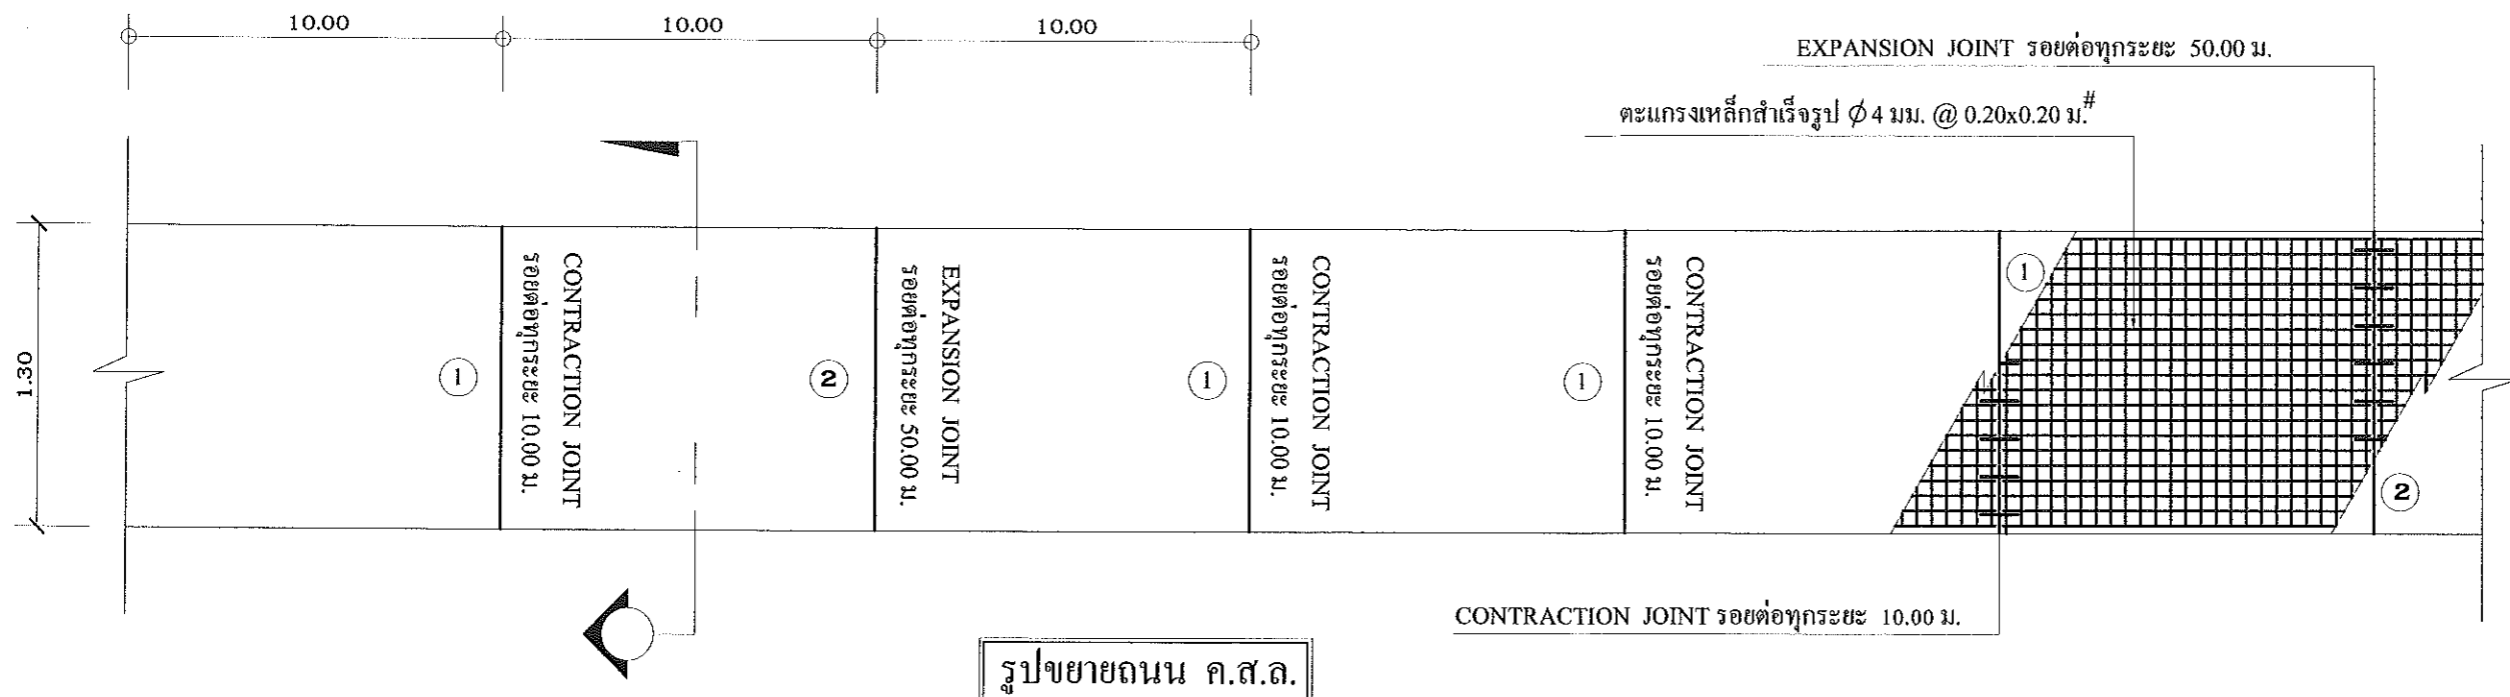 10.00
10.00
10.00
EXPANSION JOINT รอยต่อทุกระยะ 50.00 ม.
ตะแกรงเหล็กสำเร็จรูป ∅ 4 มม. @ 0.20x0.20 ม.#
1.30
1
CONTRACTION JOINT
รอยต่อทุกระยะ 10.00 ม.
2
EXPANSION JOINT
รอยต่อทุกระยะ 50.00 ม.
1
CONTRACTION JOINT
รอยต่อทุกระยะ 10.00 ม.
1
CONTRACTION JOINT
รอยต่อทุกระยะ 10.00 ม.
1
2
CONTRACTION JOINT รอยต่อทุกระยะ 10.00 ม.
รูปขยายถนน ค.ส.ล.